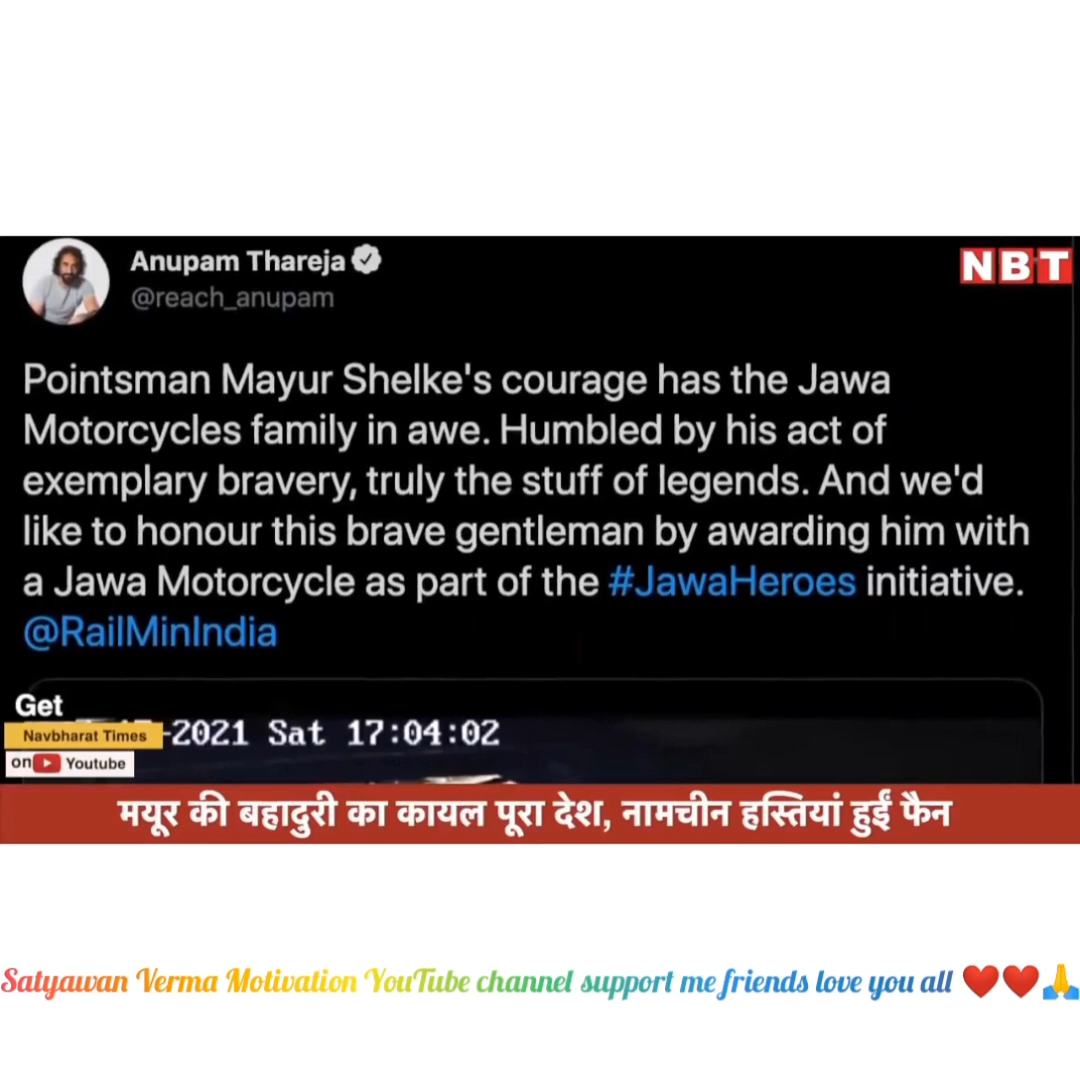 Anupam Thareja
@reach_anupam
NBT
Pointsman Mayur Shelke's courage has the Jawa
Motorcycles family in awe. Humbled by his act of
exemplary bravery, truly the stuff of legends. And we'd
like to honour this brave gentleman by awarding him with
a Jawa Motorcycle as part of the #JawaHeroes initiative.
@RailMinIndia
Get
Navbharat Times
on Youtube
-2021 Sat 17:04:02
मयूर की बहादुरी का कायल पूरा देश, नामचीन हस्तियां हुईं फैन
Satyawan Verma Motivation YouTube channel support me friends love you all ❤️❤️🙏